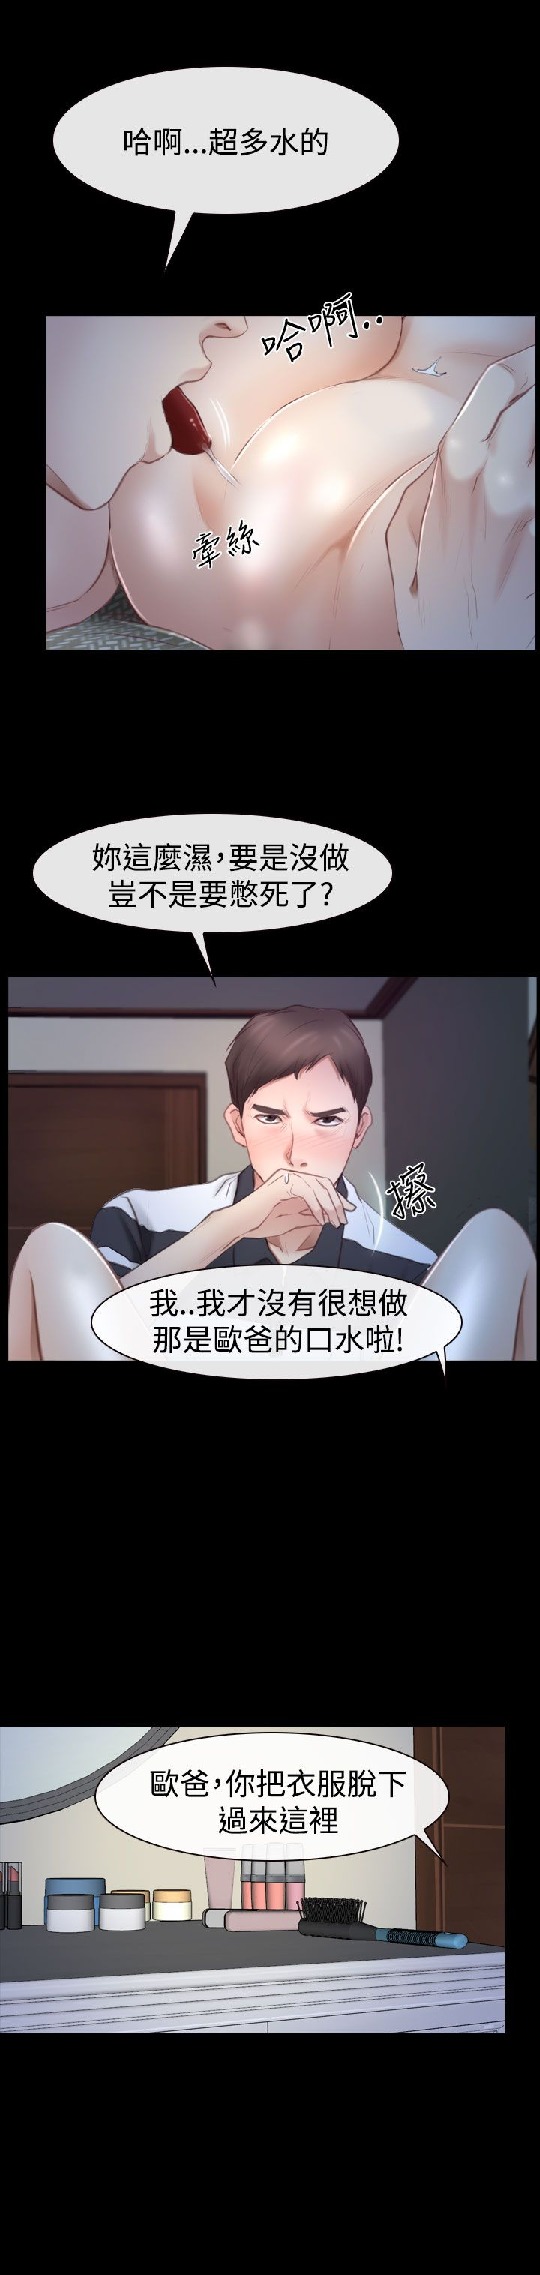 哈啊...超多水的
哈啊..
牽絲
妳這麼濕，要是沒做
豈不是要憋死了?
擦
我..我才沒有很想做
那是歐爸的口水啦!
歐爸，你把衣服脫下
過來這裡